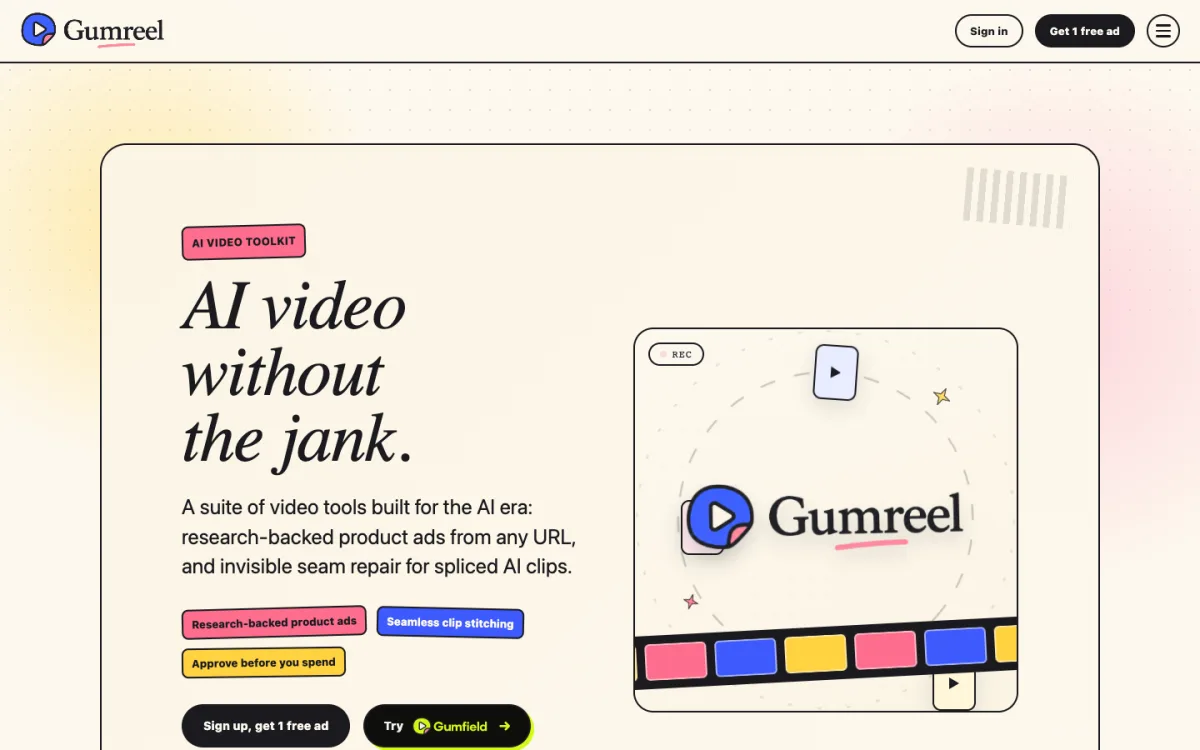 Gumreel
Sign in
Get 1 free ad
AI VIDEO TOOLKIT
AI video
without
the jank.
A suite of video tools built for the AI era:
research-backed product ads from any URL,
and invisible seam repair for spliced AI clips.
Research-backed product ads
Seamless clip stitching
Approve before you spend
Sign up, get 1 free ad
Try Gumfield →
REC
Gumreel